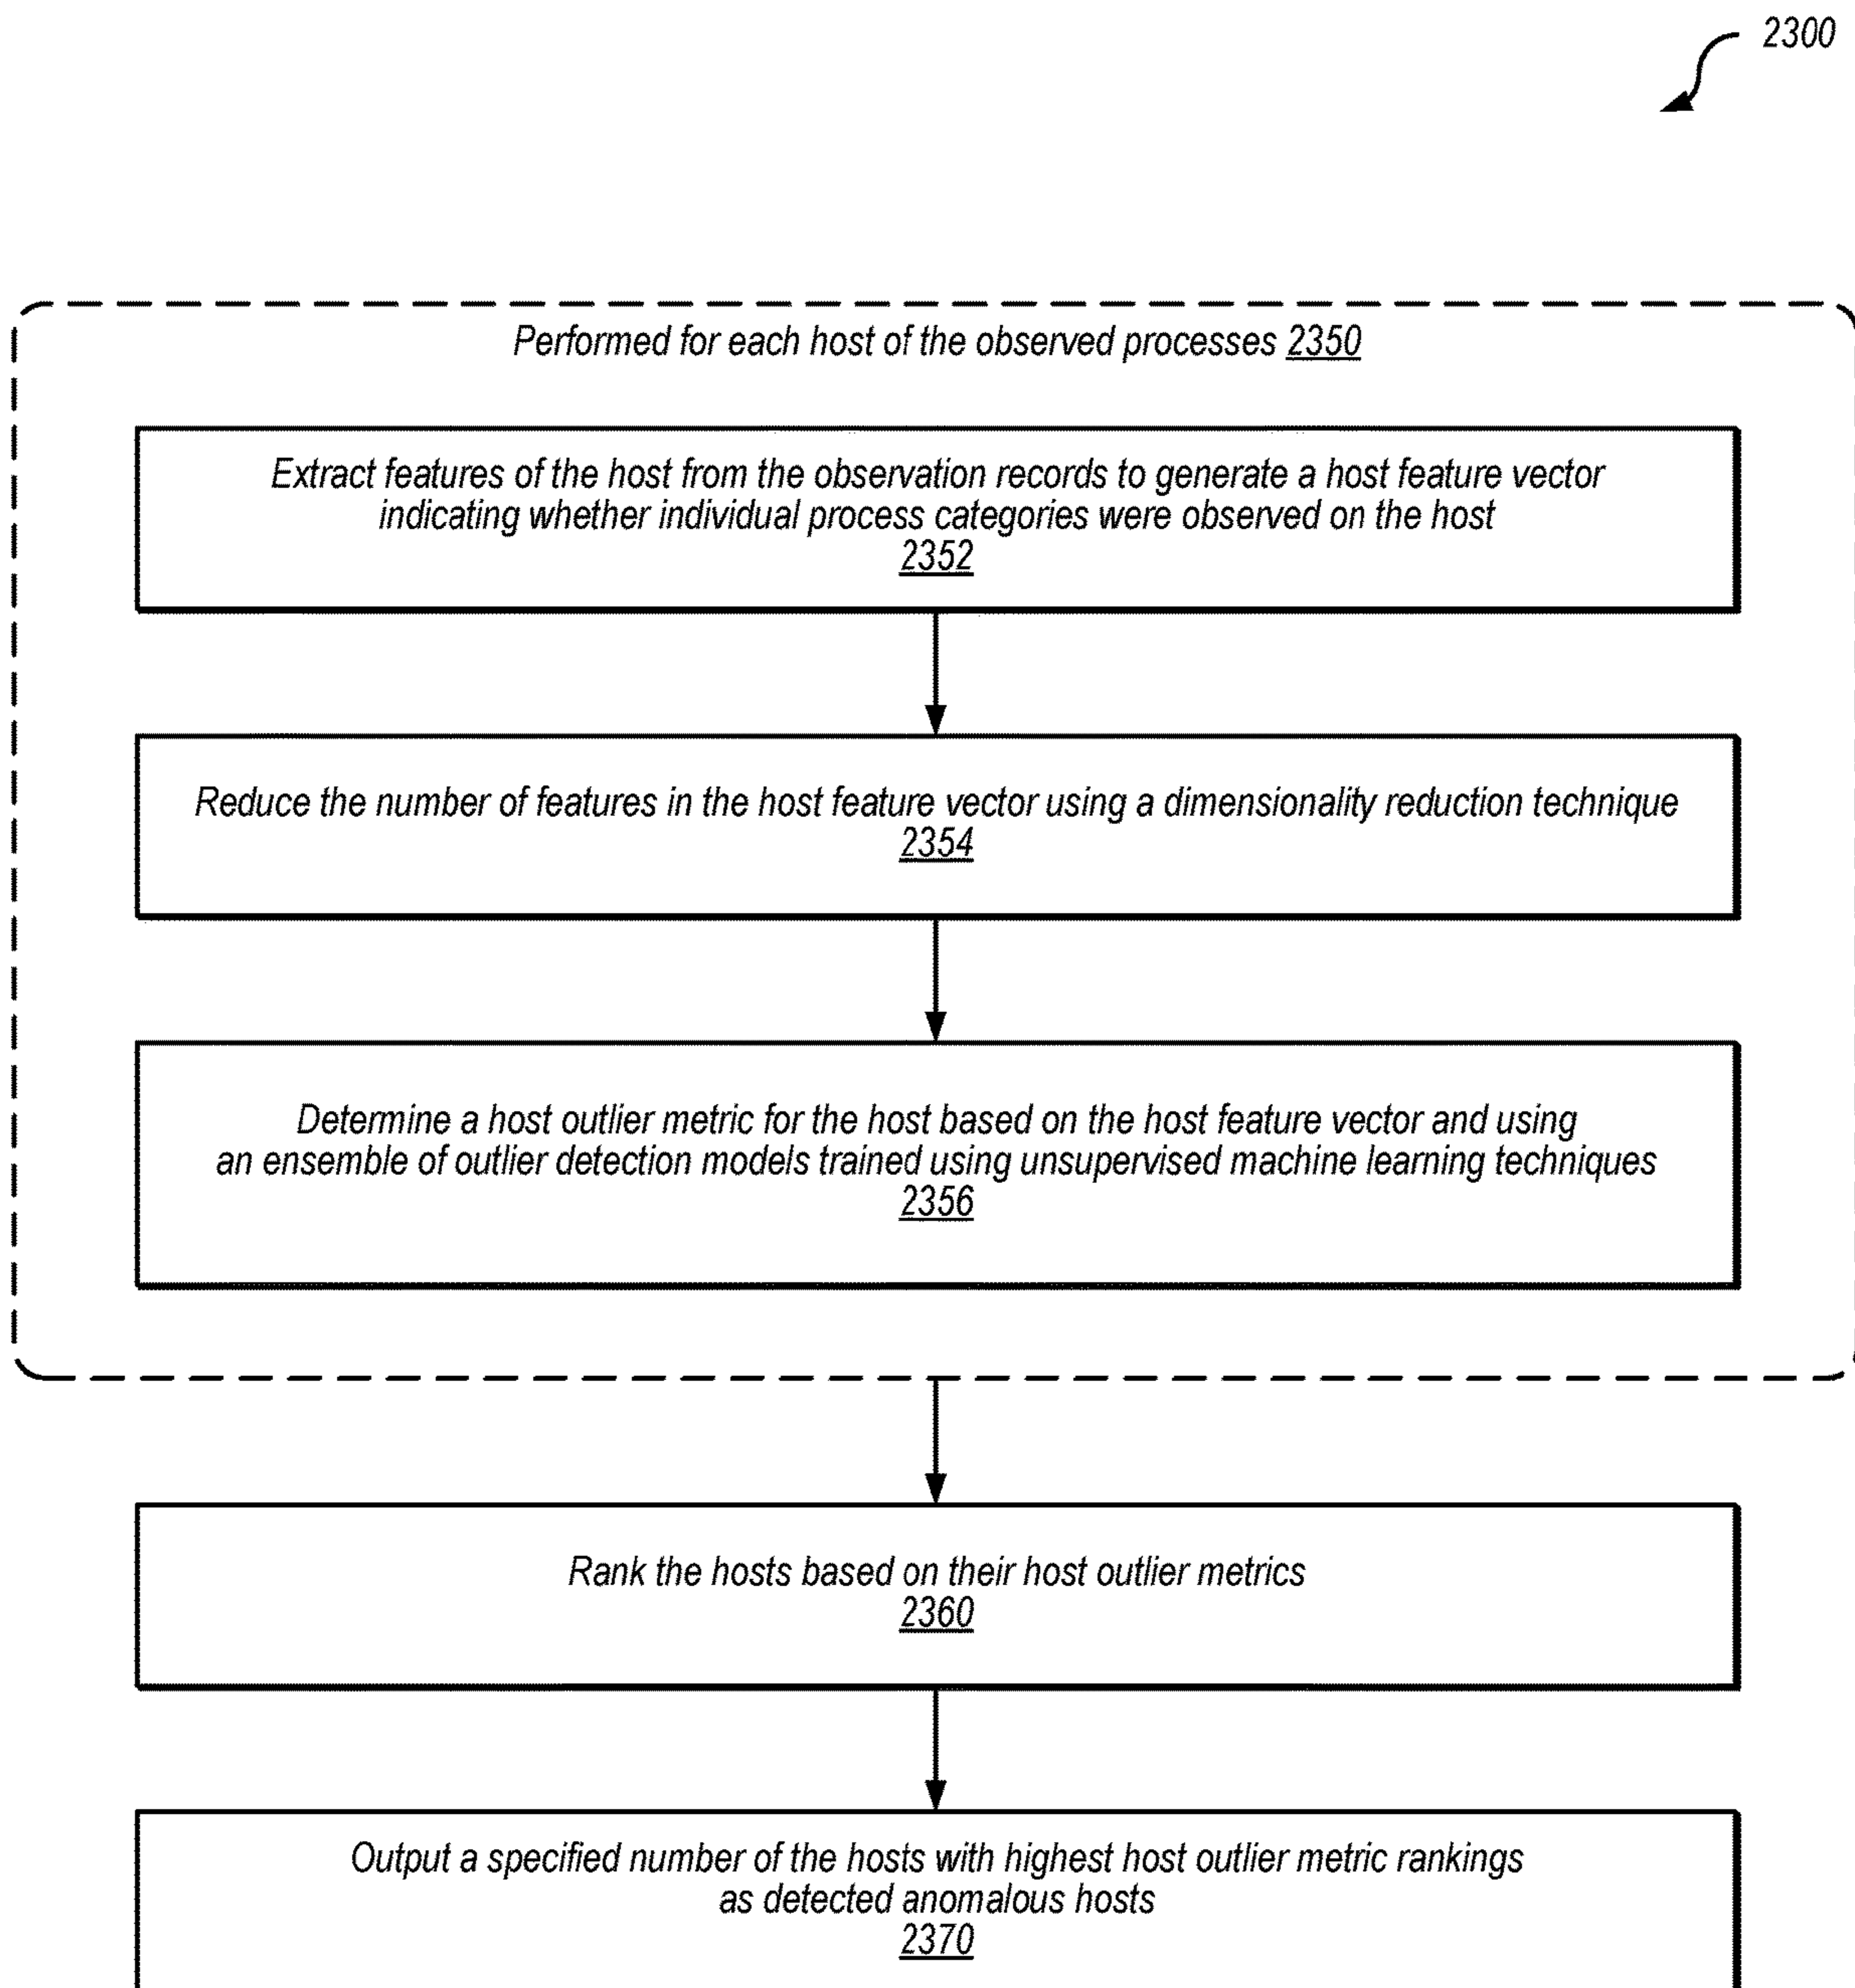 2300
Performed for each host of the observed processes 2350
Extract features of the host from the observation records to generate a host feature vector
indicating whether individual process categories were observed on the host
2352
Reduce the number of features in the host feature vector using a dimensionality reduction technique
2354
Determine a host outlier metric for the host based on the host feature vector and using
an ensemble of outlier detection models trained using unsupervised machine learning techniques
2356
Rank the hosts based on their host outlier metrics
2360
Output a specified number of the hosts with highest host outlier metric rankings
as detected anomalous hosts
2370